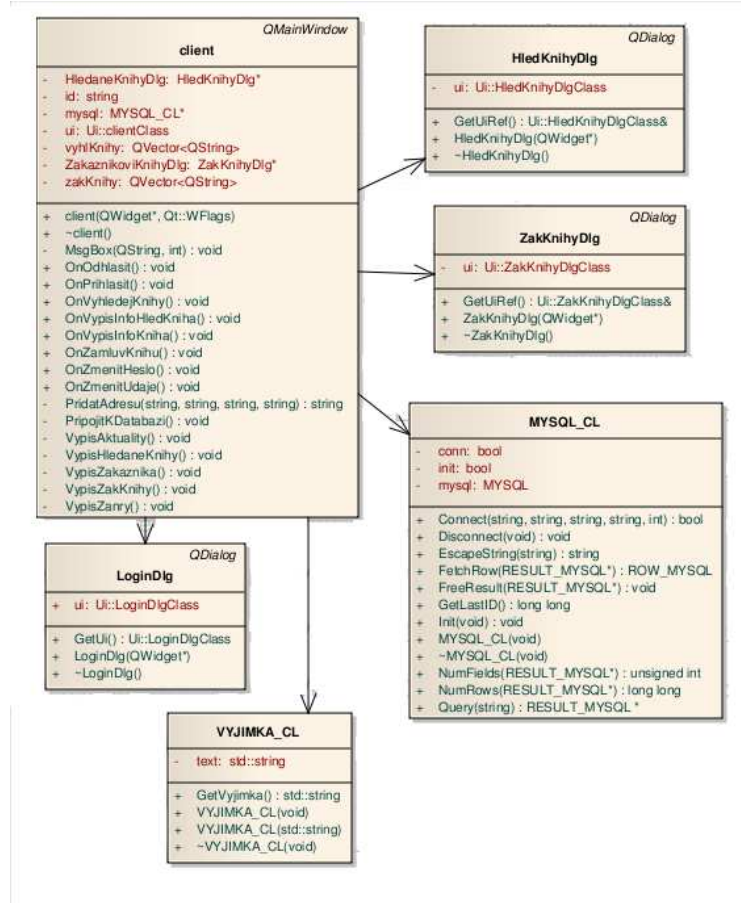 QMainWindow
client
- HledaneKnihyDlg: HledKnihyDlg*
- id: string
- mysql: MYSQL_CL*
- ui: Ui::clientClass
- vyhlKnihy: QVector<QString>
- ZakaznikoviKnihyDlg: ZakKnihyDlg*
- zakKnihy: QVector<QString>
+ client(QWidget*, Qt::WFlags)
+ ~client()
- MsgBox(QString, int) : void
+ OnOdhlasit() : void
+ OnPrihlasit() : void
+ OnVyhledejKnihy() : void
+ OnVypisInfoHledKniha() : void
+ OnVypisInfoKniha() : void
+ OnZamluvKnihu() : void
+ OnZmenitHeslo() : void
+ OnZmenitUdaje() : void
- PridatAdresu(string, string, string, string) : string
- PripojitKDatabazi() : void
- VypisAktuality() : void
- VypisHledaneKnihy() : void
- VypisZakaznika() : void
- VypisZakKnihy() : void
- VypisZanry() : void
QDialog
HledKnihyDlg
- ui: Ui::HledKnihyDlgClass
+ GetUiRef() : Ui::HledKnihyDlgClass&
+ HledKnihyDlg(QWidget*)
+ ~HledKnihyDlg()
QDialog
ZakKnihyDlg
- ui: Ui::ZakKnihyDlgClass
+ GetUiRef() : Ui::ZakKnihyDlgClass&
+ ZakKnihyDlg(QWidget*)
+ ~ZakKnihyDlg()
MYSQL_CL
- conn: bool
- init: bool
- mysql: MYSQL
+ Connect(string, string, string, string, int) : bool
+ Disconnect(void) : void
+ EscapeString(string) : string
+ FetchRow(RESULT_MYSQL*) : ROW_MYSQL
+ FreeResult(RESULT_MYSQL*) : void
+ GetLastID() : long long
+ Init(void) : void
+ MYSQL_CL(void)
+ ~MYSQL_CL(void)
+ NumFields(RESULT_MYSQL*) : unsigned int
+ NumRows(RESULT_MYSQL*) : long long
+ Query(string) : RESULT_MYSQL *
QDialog
LoginDlg
+ ui: Ui::LoginDlgClass
+ GetUi() : Ui::LoginDlgClass
+ LoginDlg(QWidget*)
+ ~LoginDlg()
VYJIMKA_CL
- text: std::string
+ GetVyjimka() : std::string
+ VYJIMKA_CL(void)
+ VYJIMKA_CL(std::string)
+ ~VYJIMKA_CL(void)